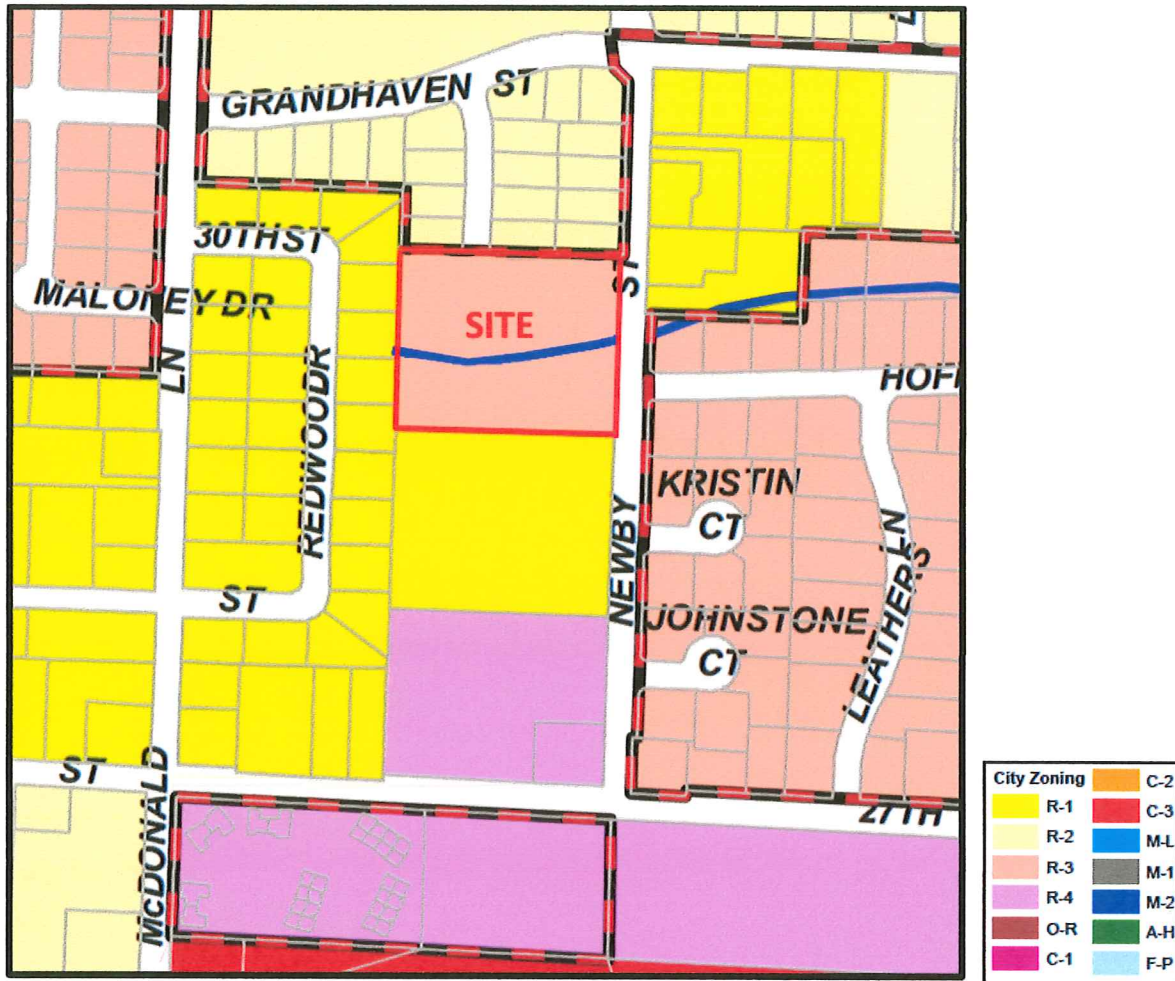 GRANDHAVEN ST
30TH ST
MALONEY DR
SITE
ST
LN
REDWOOD DR
KRISTIN
CT
NEWBY
ST
JOHNSTONE
CT
LEATHERS LN
ST
McDONALD
27TH
City Zoning
R-1
R-2
R-3
R-4
O-R
C-1
C-2
C-3
M-L
M-1
M-2
A-H
F-P